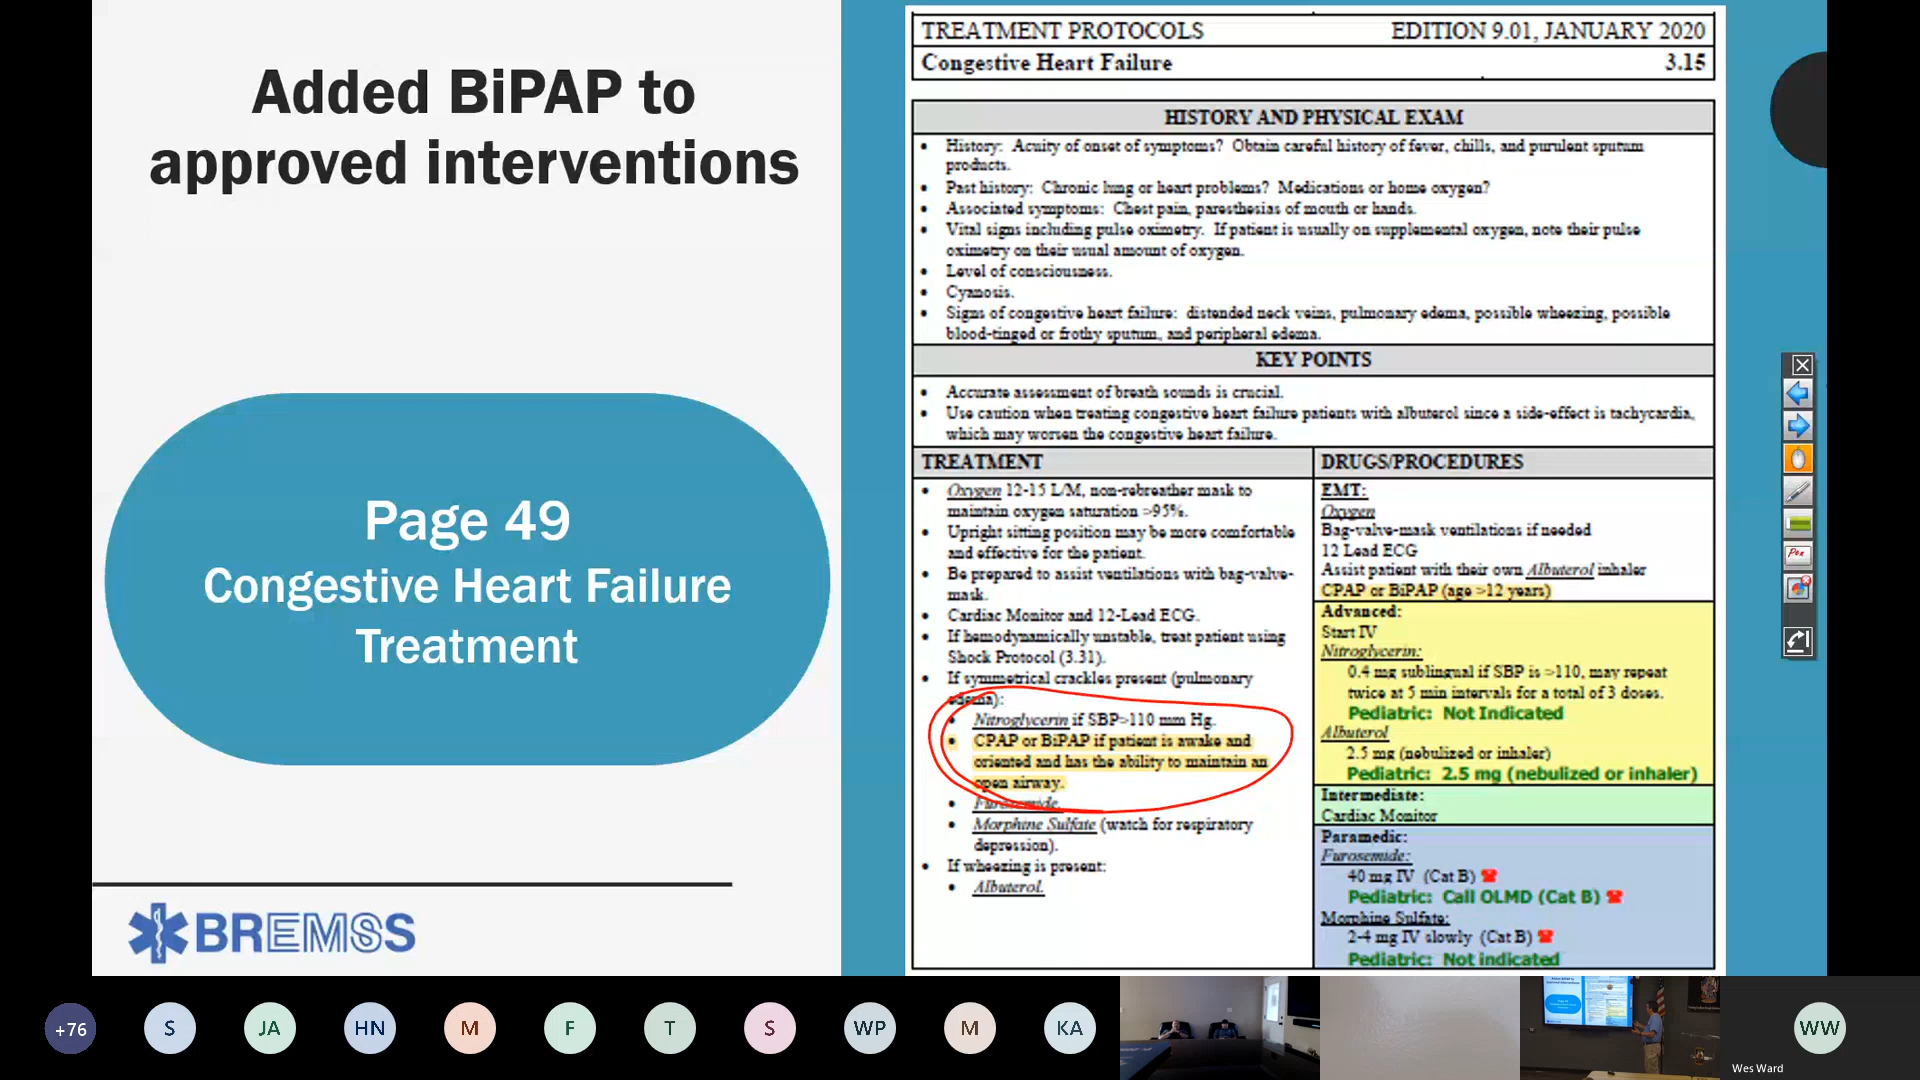 Added BiPAP to
approved interventions
Page 49
Congestive Heart Failure
Treatment
BREMSS
TREATMENT PROTOCOLS EDITION 9.01, JANUARY 2020
Congestive Heart Failure 3.15
HISTORY AND PHYSICAL EXAM
• History: Acuity of onset of symptoms? Obtain careful history of fever, chills, and purulent sputum
products.
• Past history: Chronic lung or heart problems? Medications or home oxygen?
• Associated symptoms: Chest pain, paresthesias of mouth or hands.
• Vital signs including pulse oximetry. If patient is usually on supplemental oxygen, note their pulse
oximetry on their usual amount of oxygen.
• Level of consciousness.
• Cyanosis.
• Signs of congestive heart failure: distended neck veins, pulmonary edema, possible wheezing, possible
blood-tinged or frothy sputum, and peripheral edema.
KEY POINTS
• Accurate assessment of breath sounds is crucial.
• Use caution when treating congestive heart failure patients with albuterol since a side-effect is tachycardia,
which may worsen the congestive heart failure.
TREATMENT
• Oxygen 12-15 L/M, non-rebreather mask to
maintain oxygen saturation >95%.
• Upright sitting position may be more comfortable
and effective for the patient.
• Be prepared to assist ventilations with bag-valve-
mask.
• Cardiac Monitor and 12-Lead ECG.
• If hemodynamically unstable, treat patient using
Shock Protocol (3.31).
• If symmetrical crackles present (pulmonary
edema):
• Nitroglycerin if SBP>110 mm Hg.
• CPAP or BiPAP if patient is awake and
oriented and has the ability to maintain an
open airway.
• Furosemide.
• Morphine Sulfate (watch for respiratory
depression).
• If wheezing is present:
• Albuterol.
DRUGS/PROCEDURES
EMT:
Oxygen
Bag-valve-mask ventilations if needed
12 Lead ECG
Assist patient with their own Albuterol inhaler
CPAP or BiPAP (age >12 years)
Advanced:
Start IV
Nitroglycerin:
0.4 mg sublingual if SBP is >110, may repeat
twice at 5 min intervals for a total of 3 doses.
Pediatric: Not Indicated
Albuterol
2.5 mg (nebulized or inhaler)
Pediatric: 2.5 mg (nebulized or inhaler)
Intermediate:
Cardiac Monitor
Paramedic:
Furosemide:
40 mg IV (Cat B)
Pediatric: Call OLMD (Cat B)
Morphine Sulfate:
2-4 mg IV slowly (Cat B)
Pediatric: Not indicated
Pen
+76 S JA HN M F T S WP M KA WW
Wes Ward